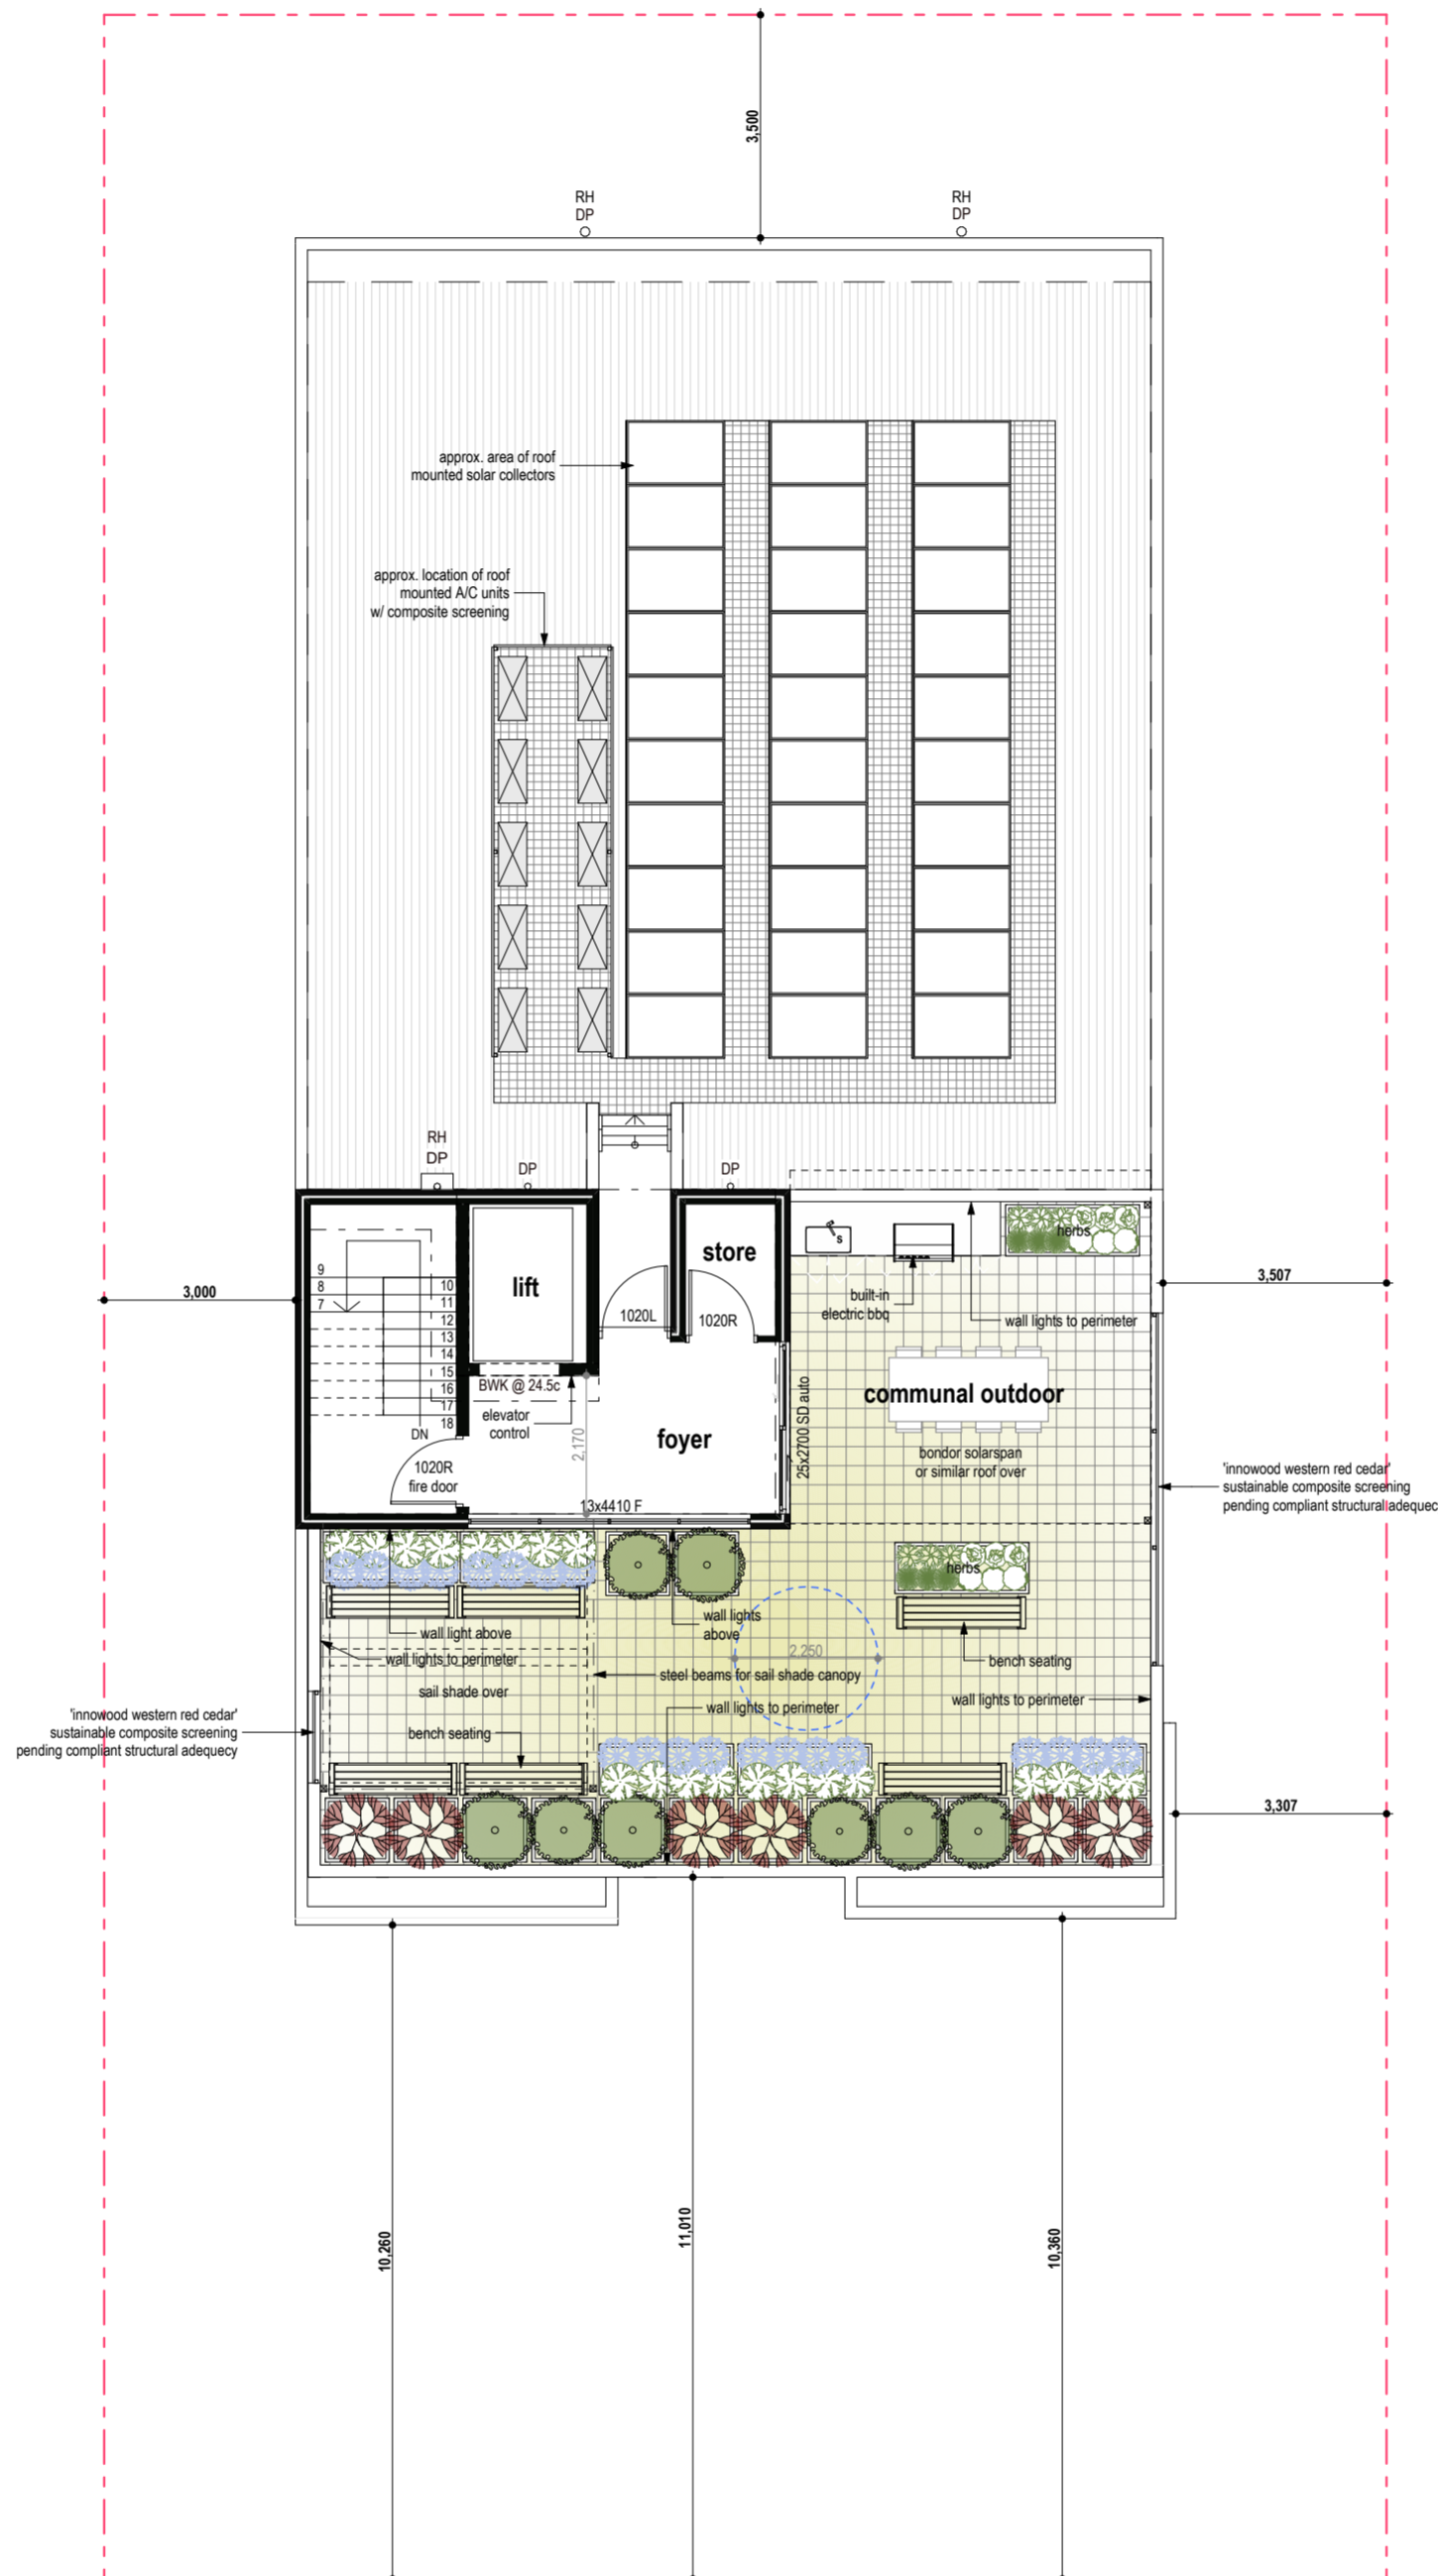 3,500
RH
DP
RH
DP
approx. area of roof
mounted solar collectors
approx. location of roof
mounted A/C units
w/ composite screening
RH
DP
DP
DP
herbs
store
lift
3,000
3,507
9
8
7
10
11
12
13
14
15
16
17
18
DN
1020L
1020R
built-in
electric bbq
wall lights to perimeter
BWK @ 24.5c
elevator
control
2,170
foyer
25x2700 SD auto
communal outdoor
bondor solarspan
or similar roof over
1020R
fire door
13x4410 F
'innowood western red cedar'
sustainable composite screening
pending compliant structural adequec
herbs
wall light above
wall lights
above
wall lights to perimeter
2,250
bench seating
steel beams for sail shade canopy
sail shade over
wall lights to perimeter
wall lights to perimeter
bench seating
'innowood western red cedar'
sustainable composite screening
pending compliant structural adequecy
3,307
10,260
11,010
10,360